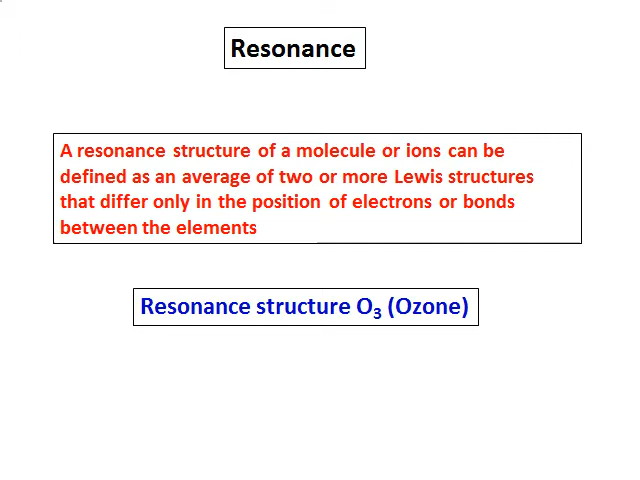 Resonance
A resonance structure of a molecule or ions can be
defined as an average of two or more Lewis structures
that differ only in the position of electrons or bonds
between the elements
Resonance structure O₃ (Ozone)